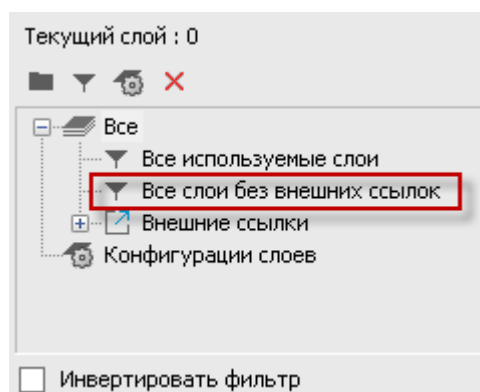 Текущий слой : 0
Все
Все используемые слои
Все слои без внешних ссылок
Внешние ссылки
Конфигурации слоев
Инвертировать фильтр